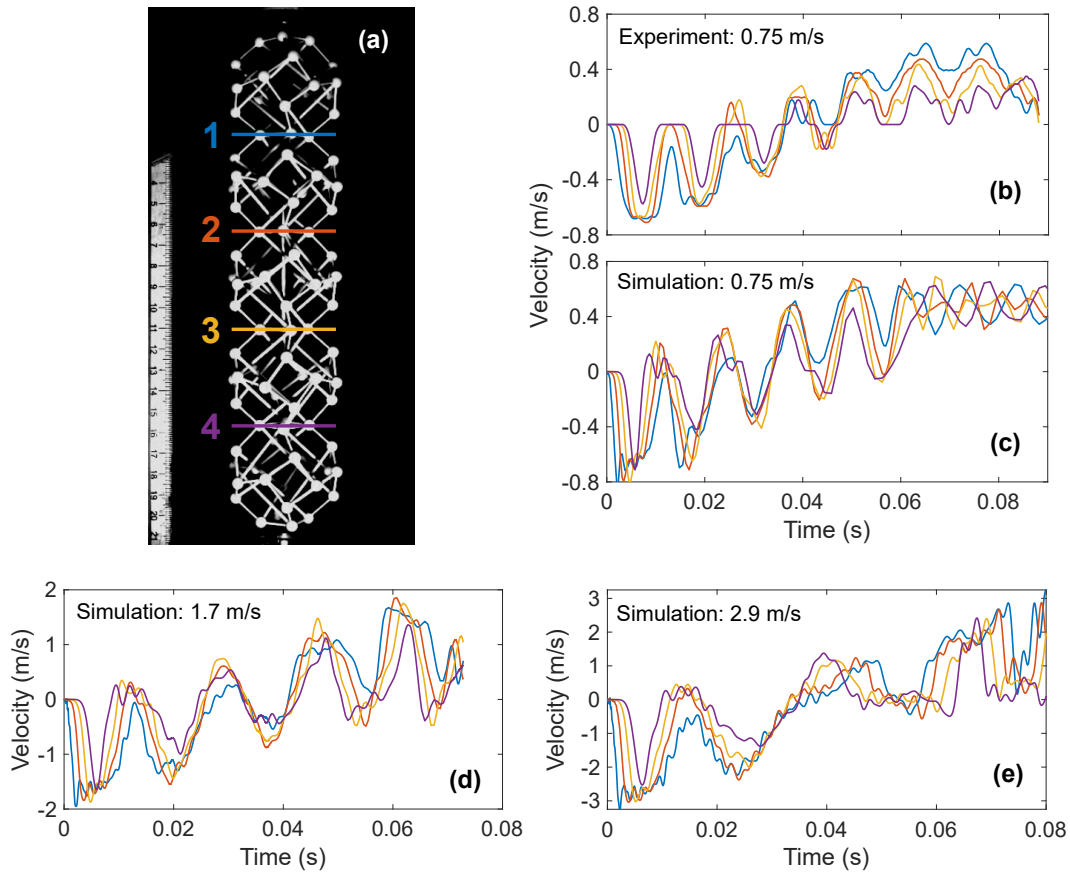 (a)
1
2
3
4
Experiment: 0.75 m/s
0.8
0.4
0
-0.4
-0.8
(b)
Simulation: 0.75 m/s
0.8
0.4
0
-0.4
-0.8
(c)
Velocity (m/s)
0 0.02 0.04 0.06 0.08
Time (s)
Simulation: 1.7 m/s
2
1
0
-1
-2
Velocity (m/s)
(d)
0 0.02 0.04 0.06 0.08
Time (s)
Simulation: 2.9 m/s
3
2
1
0
-1
-2
-3
Velocity (m/s)
(e)
0 0.02 0.04 0.06 0.08
Time (s)